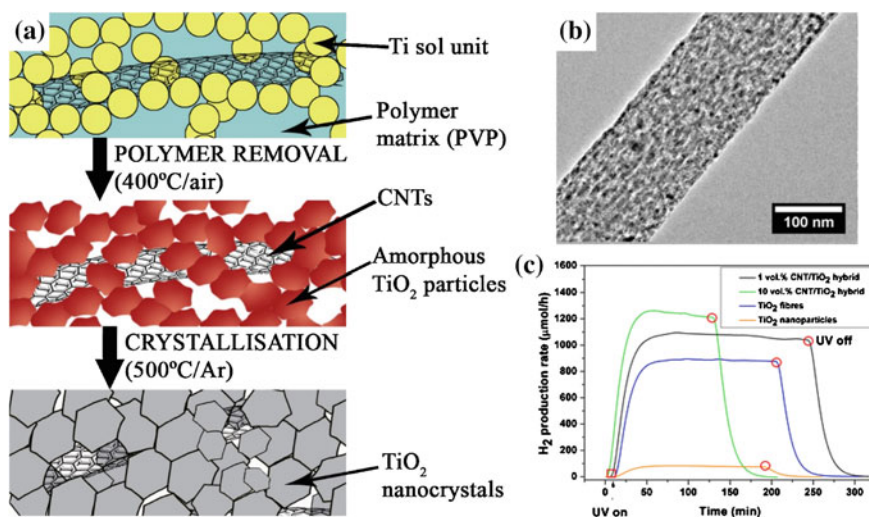 (a)
Ti sol unit
Polymer
matrix (PVP)
POLYMER REMOVAL
(400ºC/air)
CNTs
Amorphous
TiO₂ particles
CRYSTALLISATION
(500ºC/Ar)
TiO₂
nanocrystals
(b)
100 nm
(c)
H₂ production rate (µmol/h)
1600
1400
1200
1000
800
600
400
200
0
1 vol.% CNT/TiO₂ hybrid
10 vol.% CNT/TiO₂ hybrid
TiO₂ fibres
TiO₂ nanoparticles
UV off
0 50 100 150 200 250 300
UV on
Time (min)